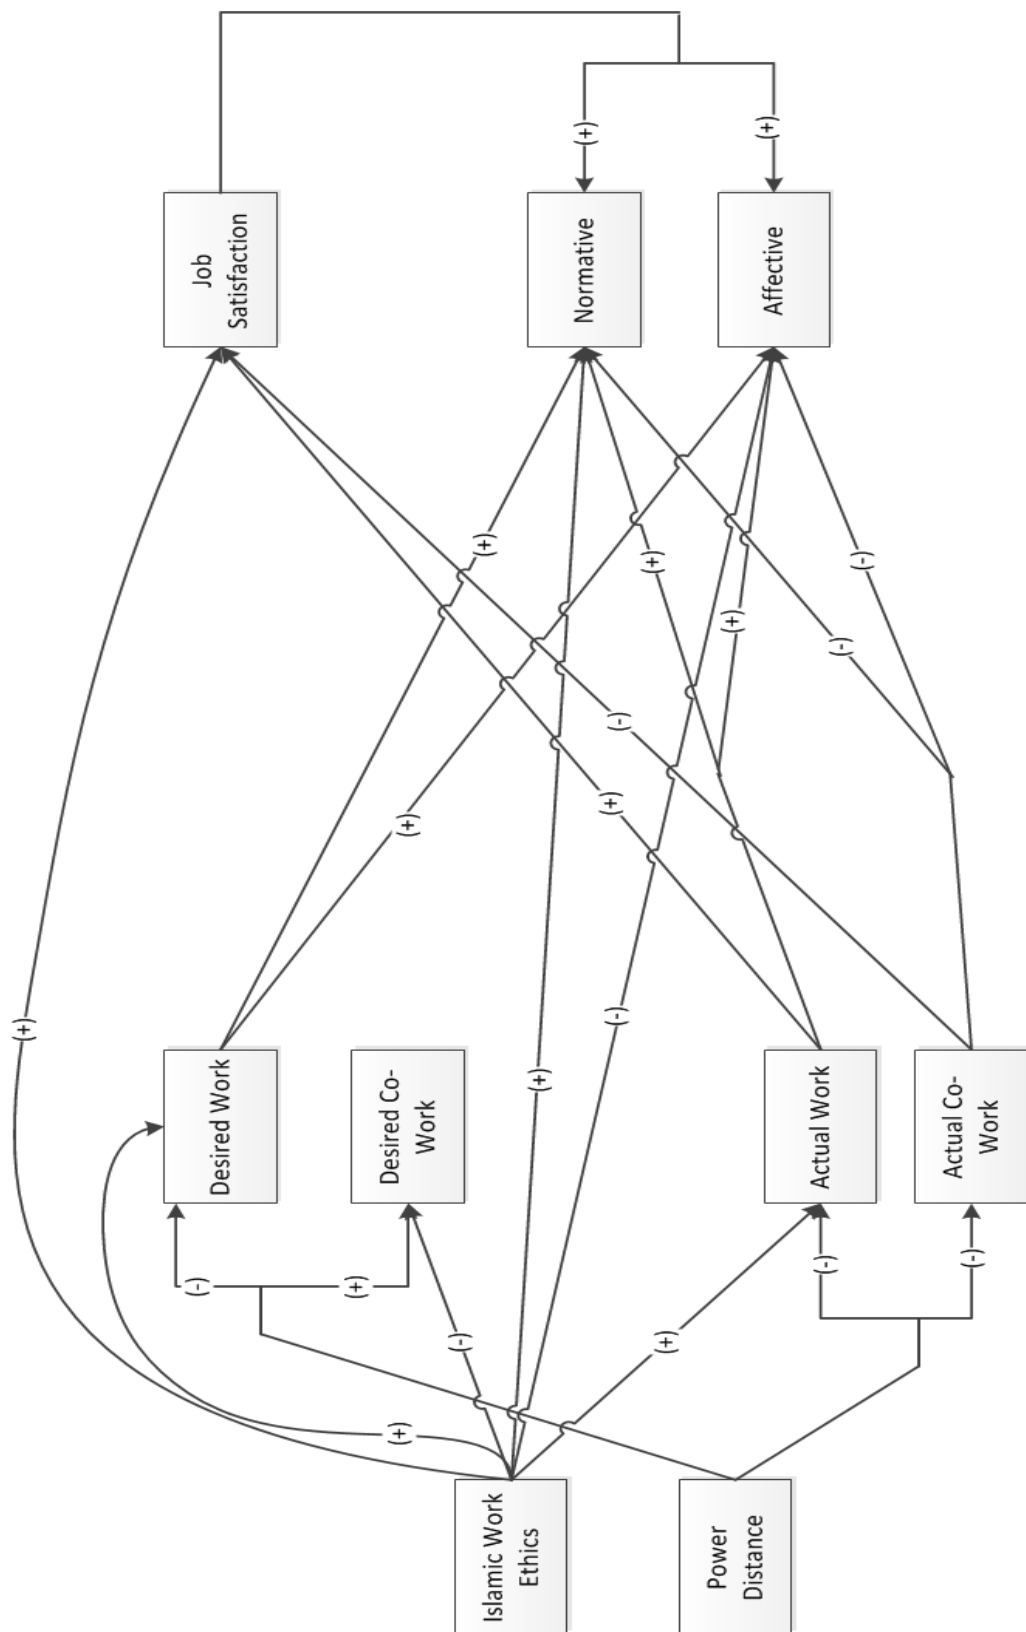 Islamic Work
Ethics
Power
Distance
Desired Work
Desired Co-
Work
Actual Work
Actual Co-
Work
Job
Satisfaction
Normative
Affective
(+)
(+)
(-)
(+)
(-)
(+)
(-)
(-)
(+)
(-)
(+)
(+)
(+)
(-)
(+)
(+)
(-)
(-)
(+)
(+)